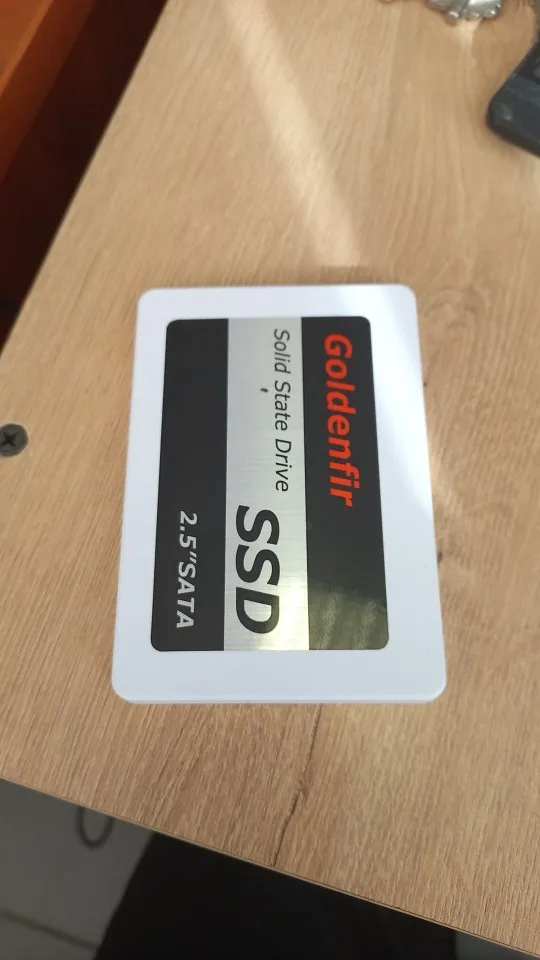 Goldenfir
Solid State Drive
SSD
2.5"SATA